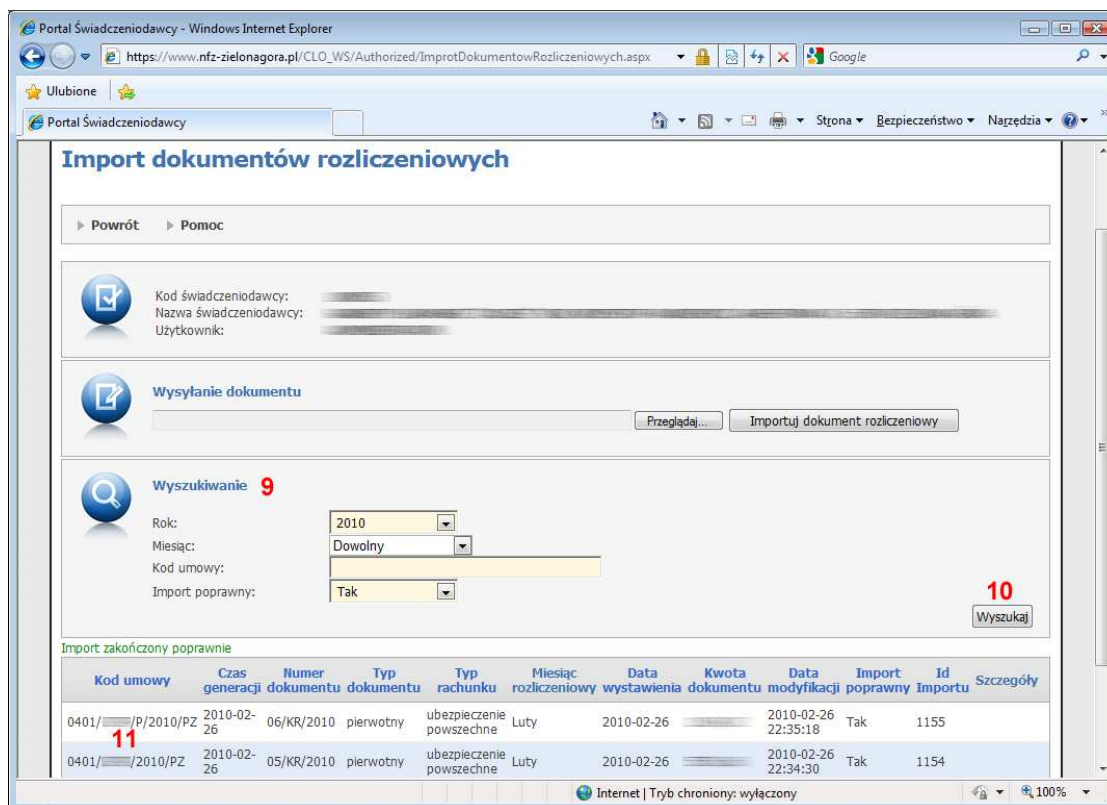 Portal Świadczeniodawcy - Windows Internet Explorer
https://www.nfz-zielonagora.pl/CLO_WS/Authorized/ImprotDokumentowRozliczeniowych.aspx Google
Ulubione
Portal Świadczeniodawcy Strona Bezpieczeństwo Narzędzia
Import dokumentów rozliczeniowych
Powrót Pomoc
Kod świadczeniodawcy:
Nazwa świadczeniodawcy:
Użytkownik:
Wysyłanie dokumentu
Przeglądaj... Importuj dokument rozliczeniowy
Wyszukiwanie 9
Rok: 2010
Miesiąc: Dowolny
Kod umowy:
Import poprawny: Tak
10
Wyszukaj
Import zakończony poprawnie
Kod umowy Czas generacji Numer dokumentu Typ dokumentu Typ rachunku Miesiąc rozliczeniowy Data wystawienia Kwota dokumentu Data modyfikacji Import poprawny Id Importu Szczegóły
0401/ /P/2010/PZ 2010-02-26 06/KR/2010 pierwotny ubezpieczenie powszechne Luty 2010-02-26 2010-02-26 22:35:18 Tak 1155
11
0401/ /2010/PZ 2010-02-26 05/KR/2010 pierwotny ubezpieczenie powszechne Luty 2010-02-26 2010-02-26 22:34:30 Tak 1154
Internet | Tryb chroniony: wyłączony 100%